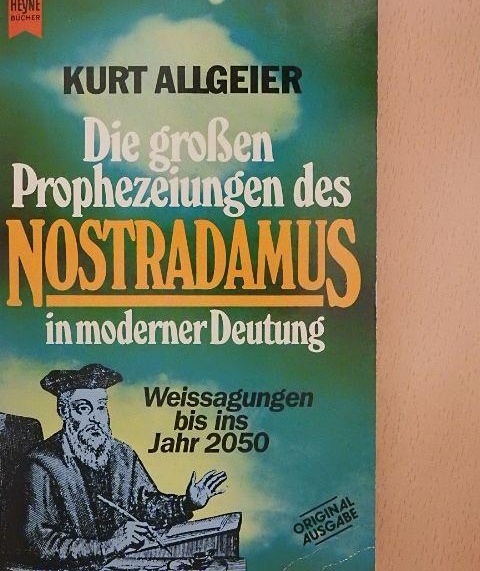 HEYNE
BÜCHER
KURT ALLGEIER
Die großen
Prophezeiungen des
NOSTRADAMUS
in moderner Deutung
Weissagungen
bis ins
Jahr 2050
ORIGINAL
AUSGABE